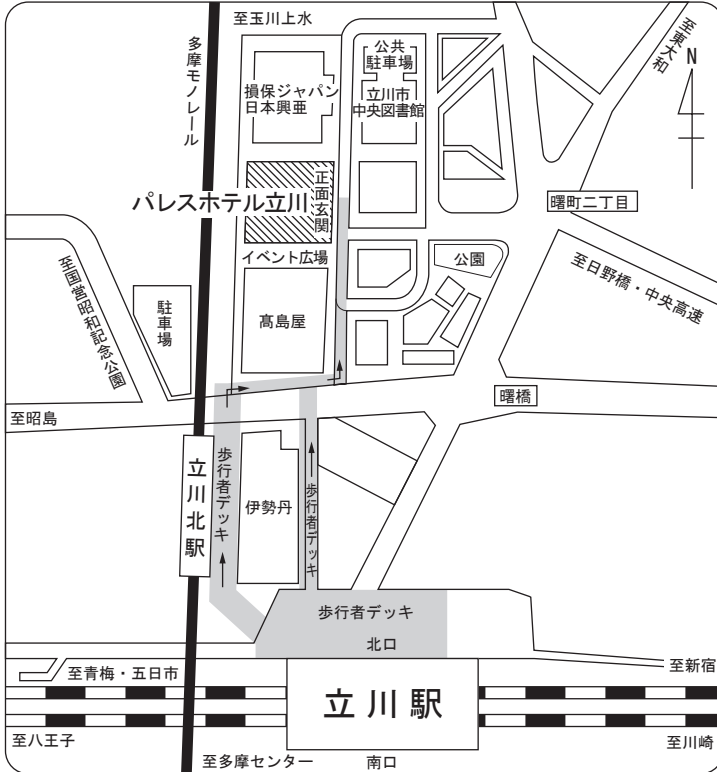 至玉川上水
多摩モノレール
損保ジャパン
日本興亜
公共
駐車場
立川市
中央図書館
至東大和
N
パレスホテル立川
正面玄関
曙町二丁目
イベント広場
公園
至日野橋・中央高速
至国営昭和記念公園
駐車場
髙島屋
曙橋
至昭島
立川北駅
歩行者デッキ
伊勢丹
歩行者デッキ
歩行者デッキ
北口
至青梅・五日市
至新宿
立川駅
至八王子
至川崎
至多摩センター
南口